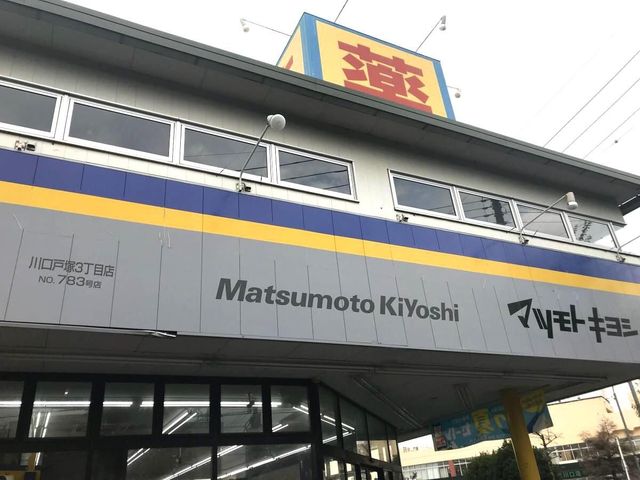 薬
川口戸塚3丁目店
NO. 783号店
Matsumoto KiYoshi
マツモト キヨシ